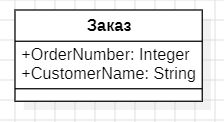 Заказ
+OrderNumber: Integer
+CustomerName: String